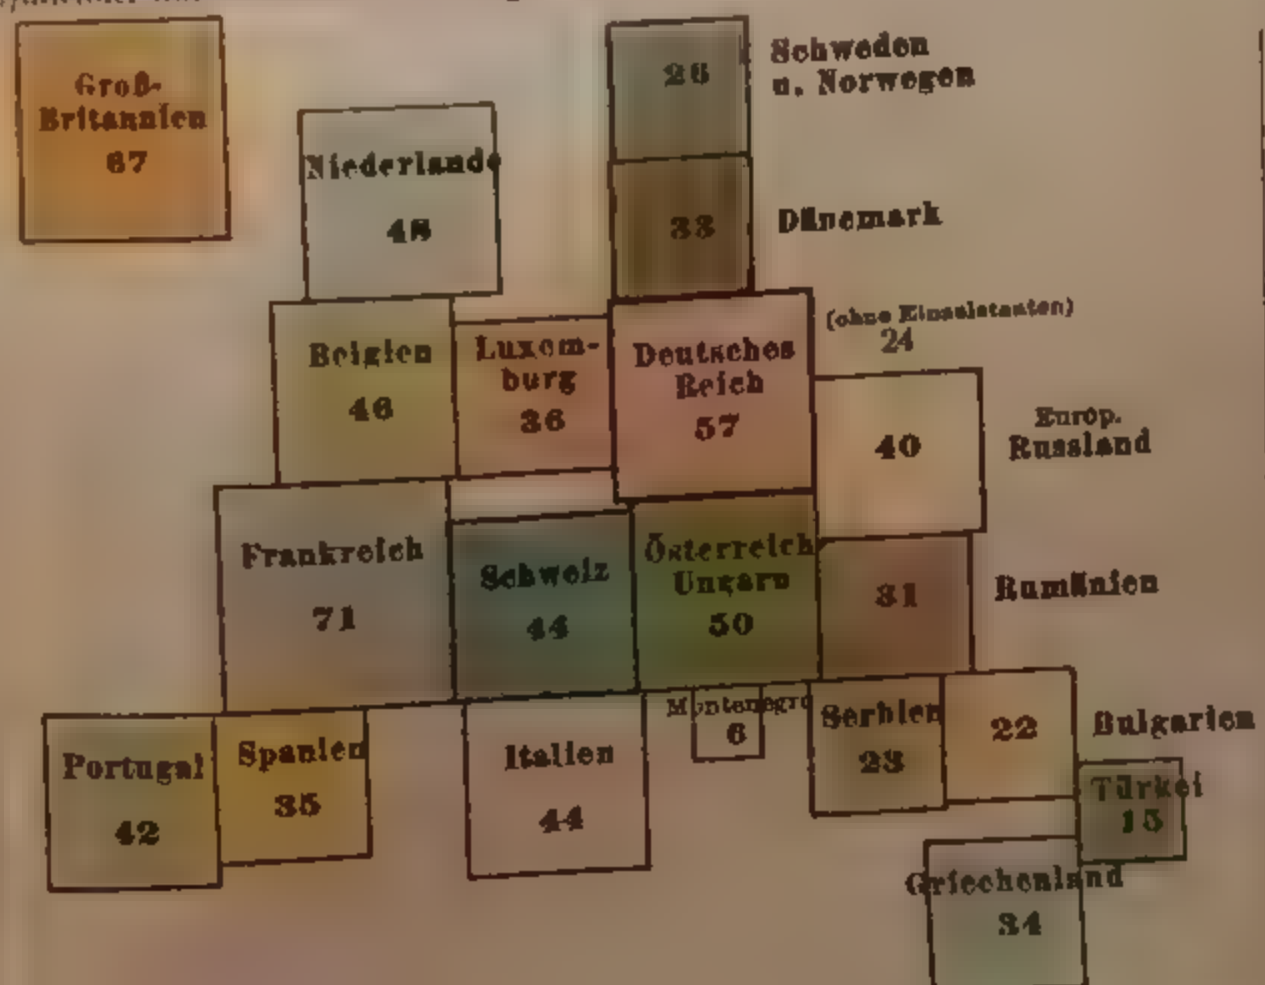 Groß-
Britannien
67
Niederlande
48
26
Schweden
u. Norwegen
33
Dänemark
Belgien
46
Luxem-
burg
36
Deutsches
Reich
57
(ohne Einzelstaaten)
24
40
Europ.
Russland
Frankreich
71
Schweiz
44
Österreich
Ungarn
50
31
Rumänien
Portugal
42
Spanien
35
Italien
44
Montenegro
6
Serbien
23
22
Bulgarien
Türkei
15
Griechenland
34